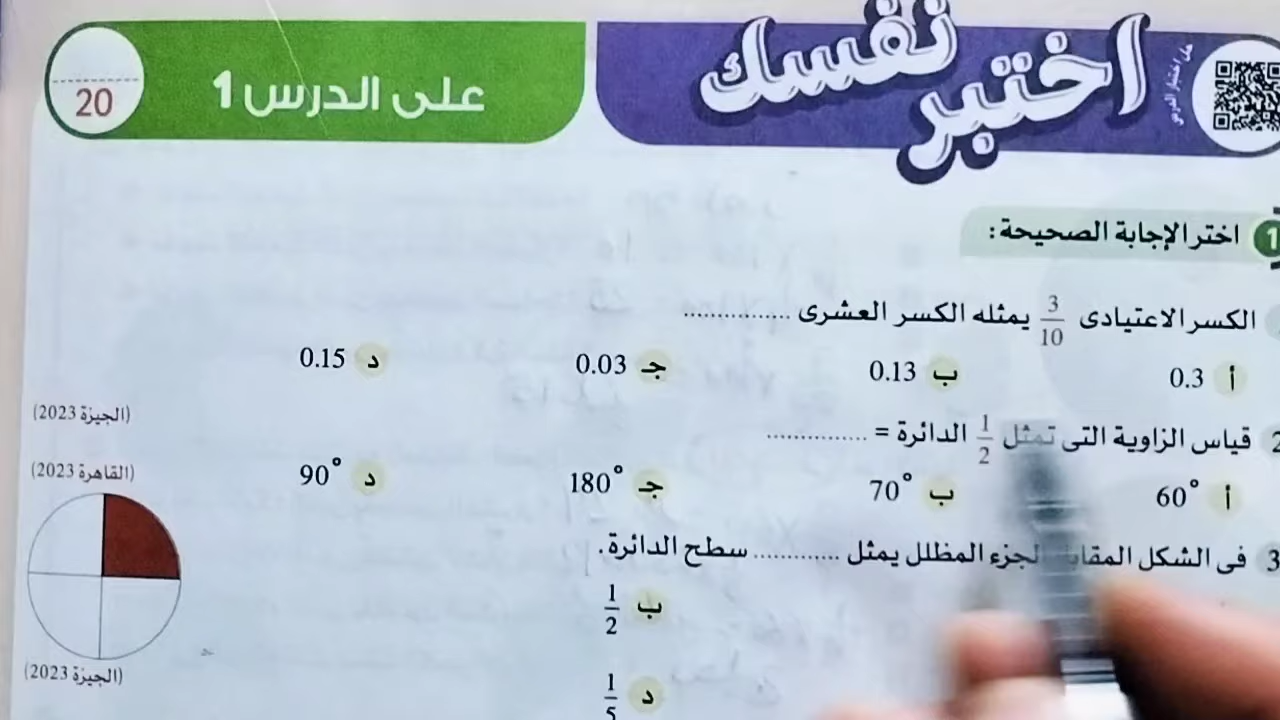 اختبر نفسك
على الدرس 1
20
1 اختر الإجابة الصحيحة:
الكسر الاعتيادى 3/10 يمثله الكسر العشرى ...............
أ 0.3 ب 0.13 جـ 0.03 د 0.15
(الجيزة 2023)
2 قياس الزاوية التى تمثل 1/2 الدائرة = ...............
(القاهرة 2023)
أ 60° ب 70° جـ 180° د 90°
3 فى الشكل المقابل لجزء المظلل يمثل ............. سطح الدائرة.
ب 1/2
د 1/5
(الجيزة 2023)